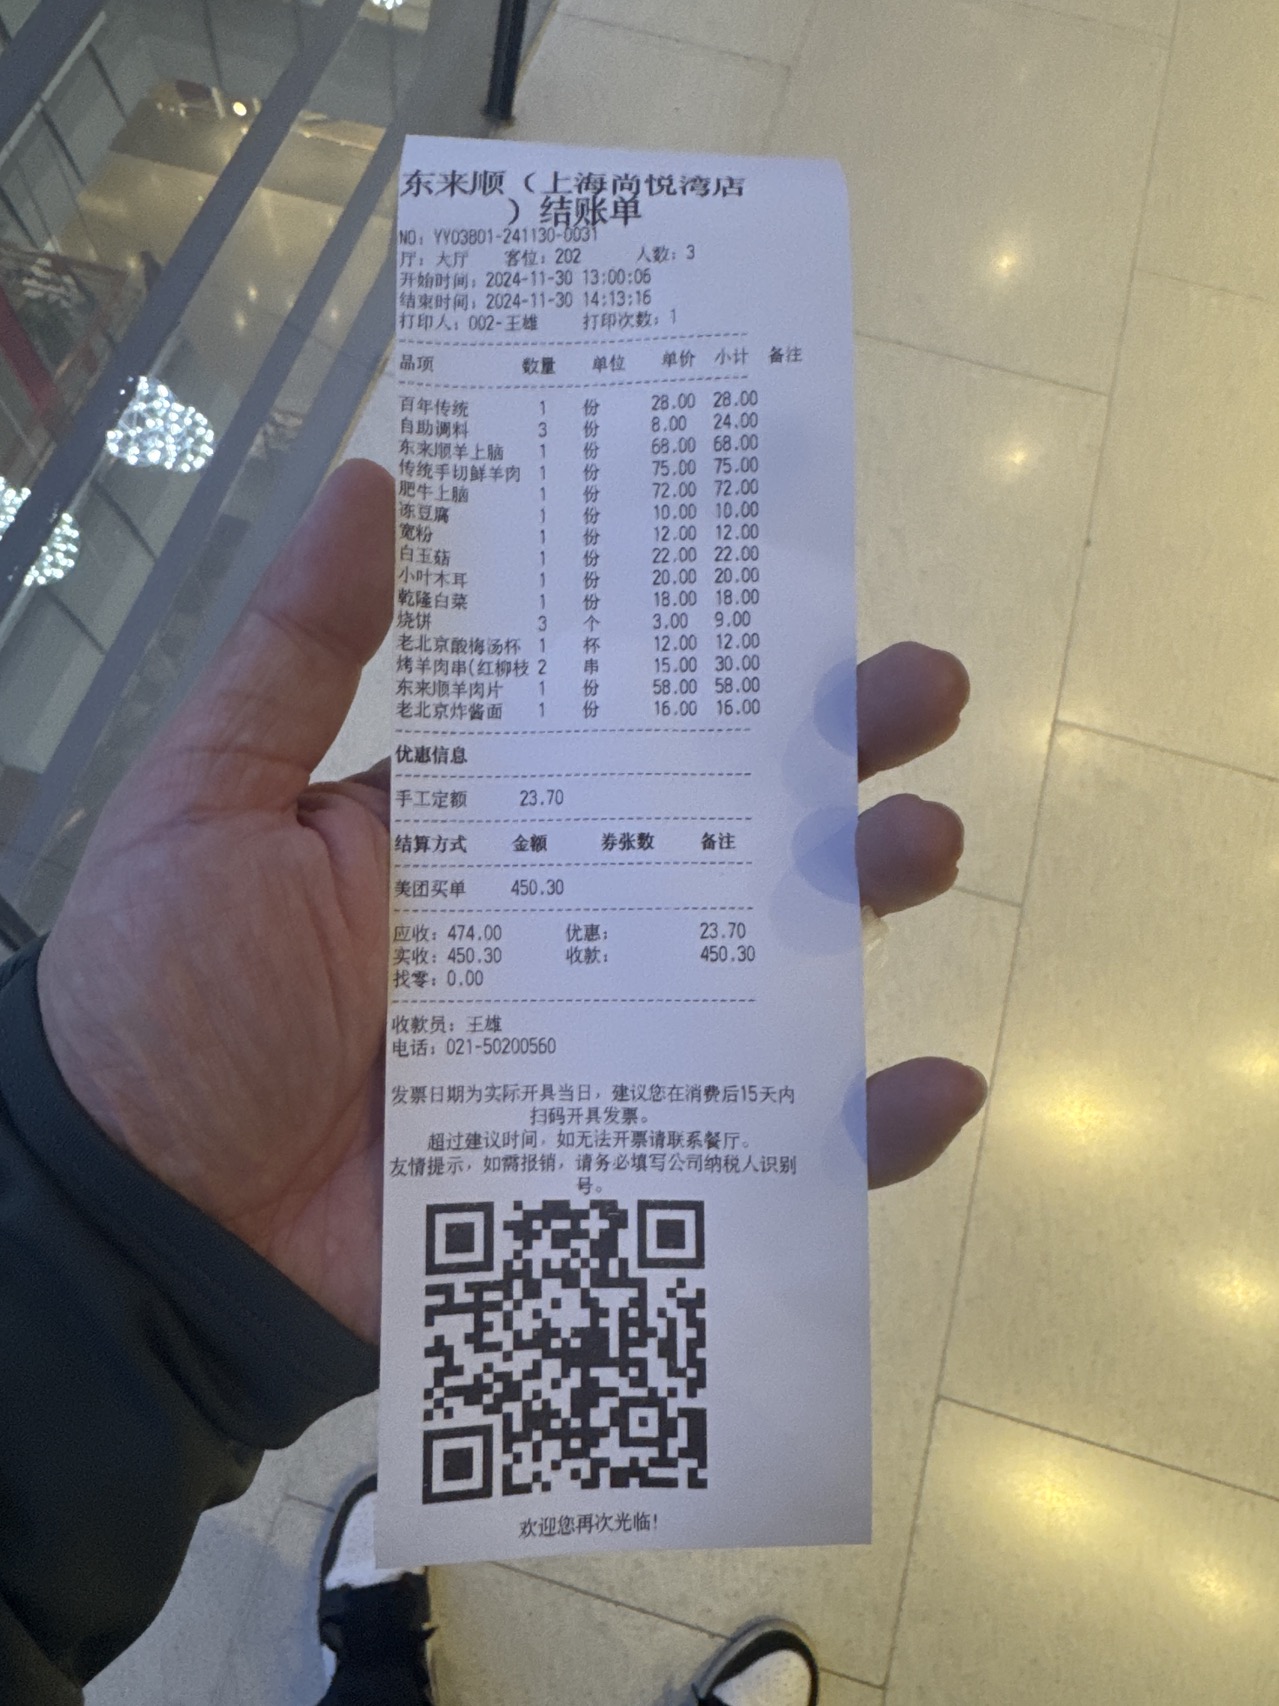 东来顺（上海尚悦湾店
）结账单
NO：YY03B01-241130-0031
厅：大厅 客位：202 人数：3
开始时间：2024-11-30 13:00:06
结束时间：2024-11-30 14:13:16
打印人：002-王雄 打印次数：1
品项 数量 单位 单价 小计 备注
百年传统 1 份 28.00 28.00
自助调料 3 份 8.00 24.00
东来顺羊上脑 1 份 68.00 68.00
传统手切鲜羊肉 1 份 75.00 75.00
肥牛上脑 1 份 72.00 72.00
冻豆腐 1 份 10.00 10.00
宽粉 1 份 12.00 12.00
白玉菇 1 份 22.00 22.00
小叶木耳 1 份 20.00 20.00
乾隆白菜 1 份 18.00 18.00
烧饼 3 个 3.00 9.00
老北京酸梅汤杯 1 杯 12.00 12.00
烤羊肉串(红柳枝 2 串 15.00 30.00
东来顺羊肉片 1 份 58.00 58.00
老北京炸酱面 1 份 16.00 16.00
优惠信息
手工定额 23.70
结算方式 金额 券张数 备注
美团买单 450.30
应收：474.00 优惠： 23.70
实收：450.30 收款： 450.30
找零：0.00
收款员：王雄
电话：021-50200560
发票日期为实际开具当日，建议您在消费后15天内
扫码开具发票。
超过建议时间，如无法开票请联系餐厅。
友情提示，如需报销，请务必填写公司纳税人识别
号。
欢迎您再次光临！